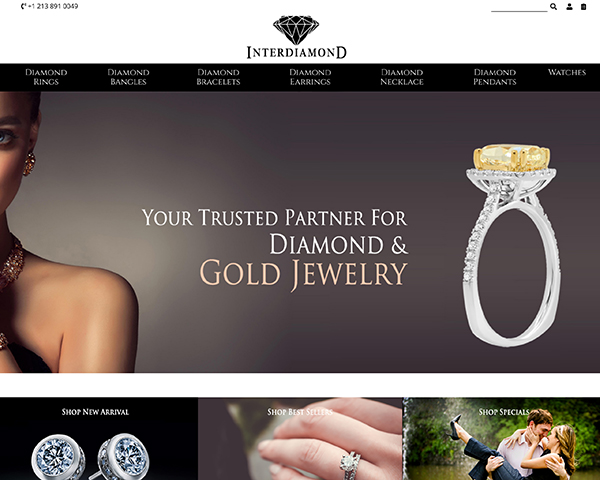 +1 213 891 0049
INTERDIAMOND
DIAMOND RINGS
DIAMOND BANGLES
DIAMOND BRACELETS
DIAMOND EARRINGS
DIAMOND NECKLACE
DIAMOND PENDANTS
WATCHES
YOUR TRUSTED PARTNER FOR
DIAMOND &
GOLD JEWELRY
SHOP NEW ARRIVAL
SHOP BEST SELLERS
SHOP SPECIALS